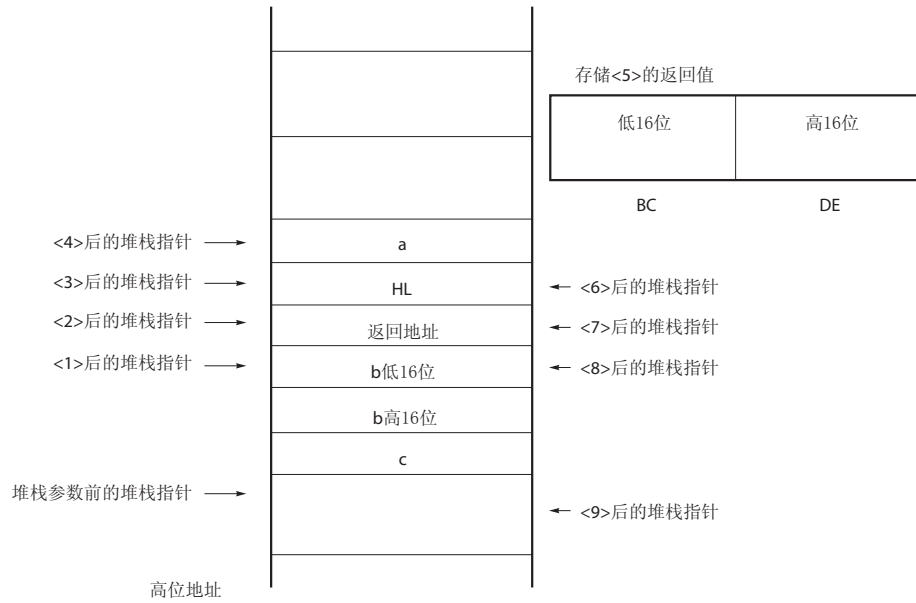 存储<5>的返回值
低16位
高16位
BC
DE
<4>后的堆栈指针
a
<3>后的堆栈指针
HL
<6>后的堆栈指针
<2>后的堆栈指针
返回地址
<7>后的堆栈指针
<1>后的堆栈指针
b低16位
<8>后的堆栈指针
b高16位
c
堆栈参数前的堆栈指针
<9>后的堆栈指针
高位地址